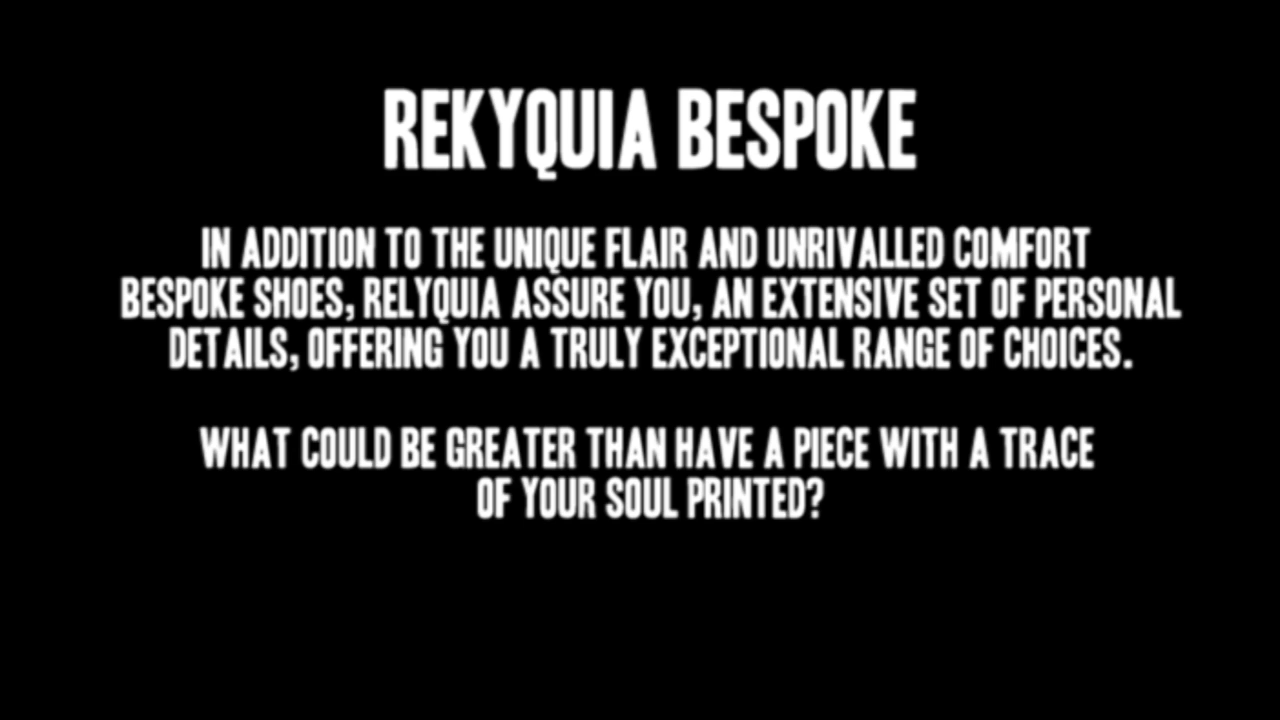 REKYQUIA BESPOKE
IN ADDITION TO THE UNIQUE FLAIR AND UNRIVALLED COMFORT
BESPOKE SHOES, RELYQUIA ASSURE YOU, AN EXTENSIVE SET OF PERSONAL
DETAILS, OFFERING YOU A TRULY EXCEPTIONAL RANGE OF CHOICES.
WHAT COULD BE GREATER THAN HAVE A PIECE WITH A TRACE
OF YOUR SOUL PRINTED?